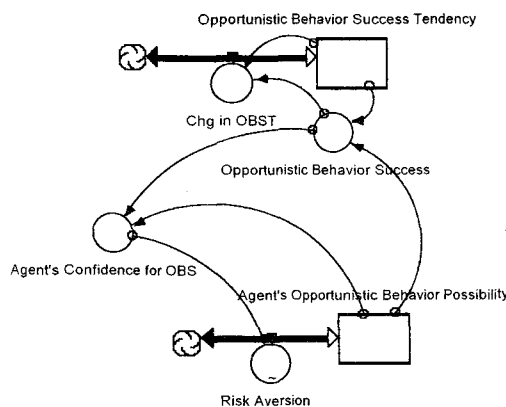 Opportunistic Behavior Success Tendency
Chg in OBST
Opportunistic Behavior Success
Agent's Confidence for OBS
Agent's Opportunistic Behavior Possibility
~
Risk Aversion